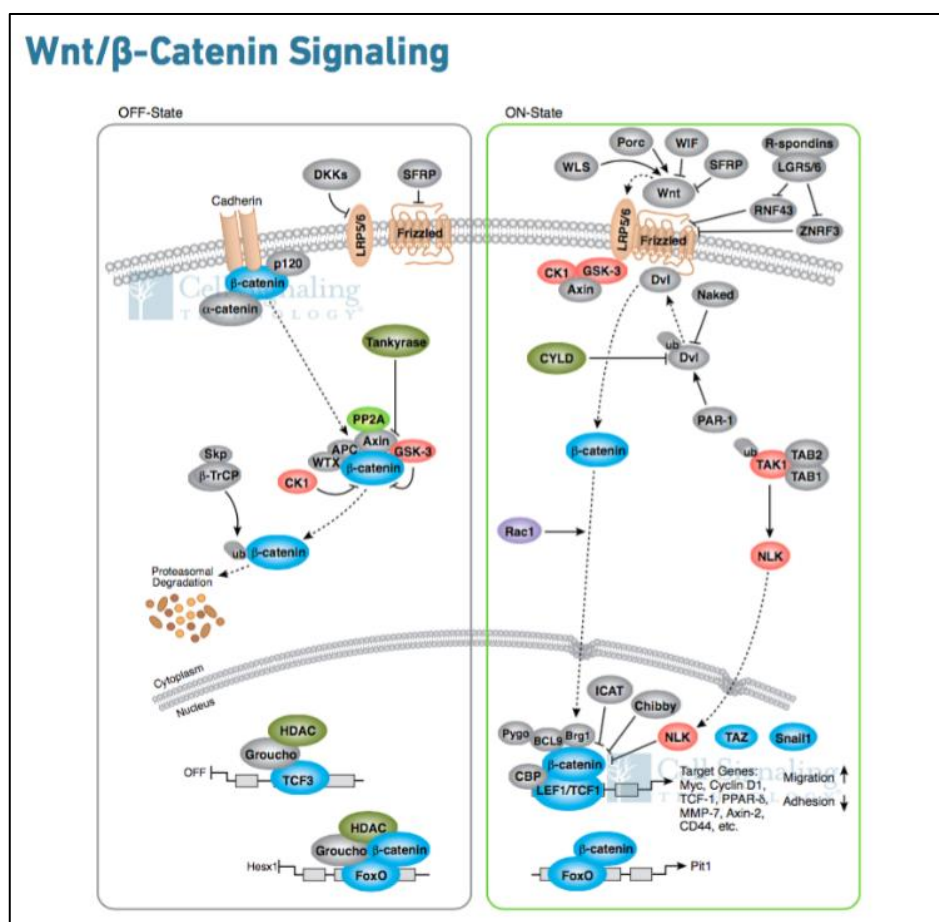 Wnt/β-Catenin Signaling
OFF-State
DKKs
SFRP
Cadherin
LRP5/6
Frizzled
p120
β-catenin
α-catenin
Cell Signaling
TECHNOLOGY®
Tankyrase
PP2A
Axin
APC
GSK-3
WTX
β-catenin
CK1
Skp
β-TrCP
ub
β-catenin
Proteasomal
Degradation
Cytoplasm
Nucleus
HDAC
Groucho
OFF
TCF3
HDAC
Groucho
β-catenin
Hesx1
FoxO
ON-State
Porc
WIF
R-spondins
WLS
SFRP
LGR5/6
Wnt
RNF43
ZNRF3
LRP5/6
Frizzled
CK1
GSK-3
Axin
Dvl
Naked
ub
Dvl
CYLD
PAR-1
β-catenin
ub
TAK1
TAB2
TAB1
Rac1
NLK
ICAT
Chibby
Pygo
BCL9
Brg1
NLK
TAZ
Snail1
β-catenin
CBP
LEF1/TCF1
Cell Signaling
Target Genes:
Myc, Cyclin D1,
TCF-1, PPAR-δ,
MMP-7, Axin-2,
CD44, etc.
Migration
Adhesion
β-catenin
FoxO
Pit1